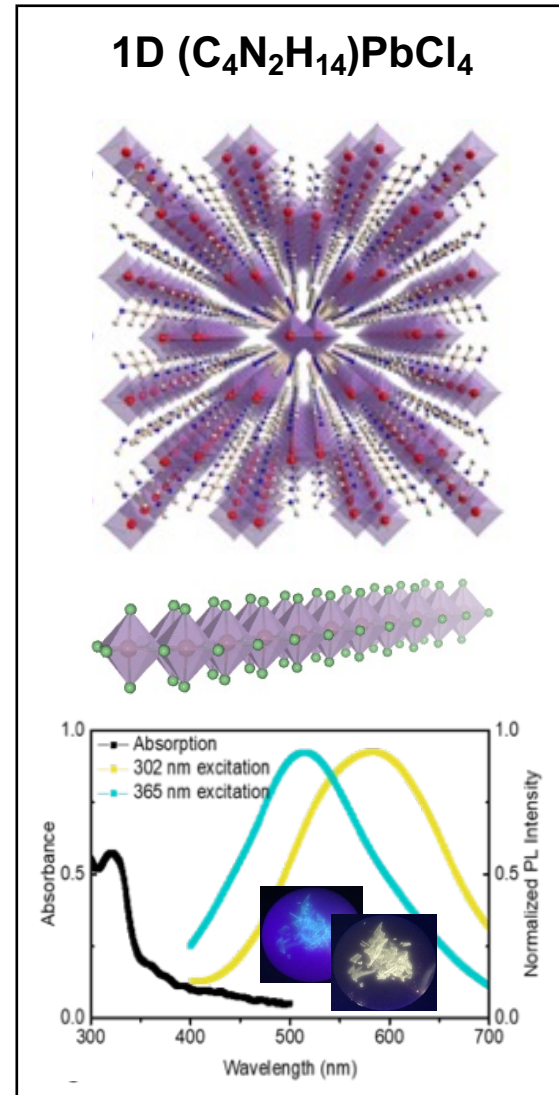 1D (C₄N₂H₁₄)PbCl₄
Absorption
302 nm excitation
365 nm excitation
Absorbance
Normalized PL Intensity
1.0
0.5
0.0
1.0
0.5
0.0
300
400
500
600
700
Wavelength (nm)